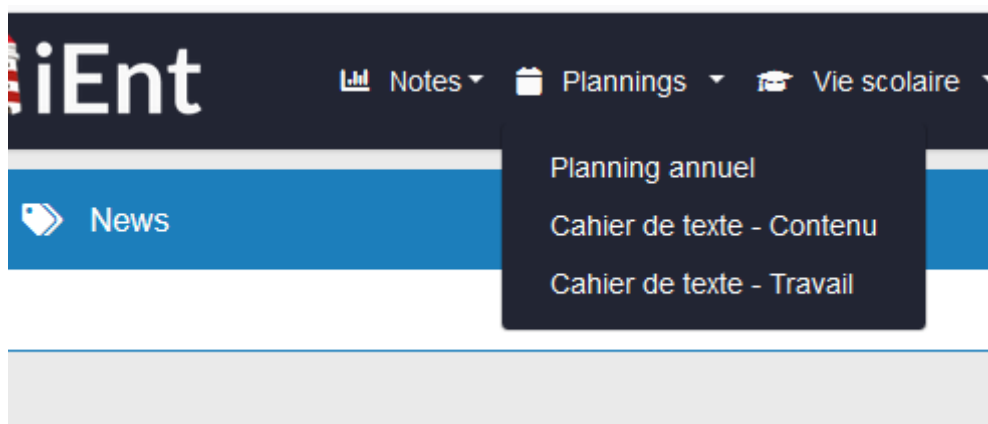 iEnt
Notes Plannings Vie scolaire
Planning annuel
News
Cahier de texte - Contenu
Cahier de texte - Travail